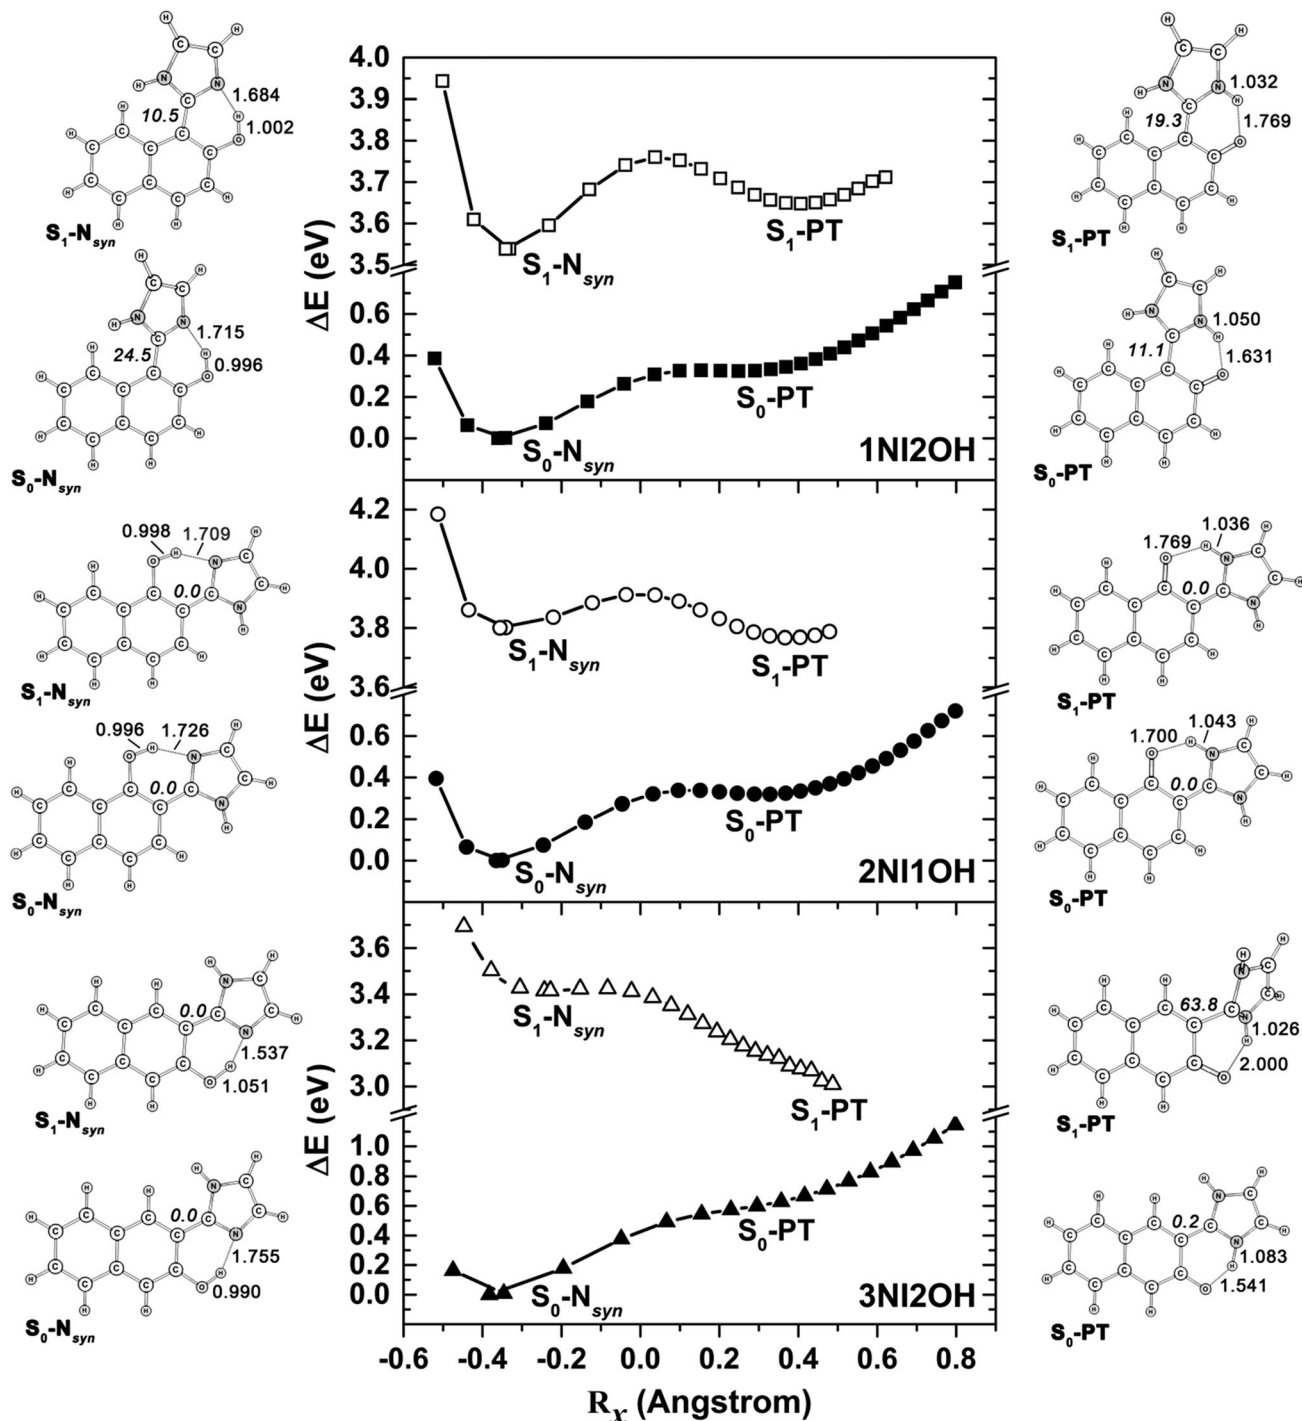 1.684
10.5
1.002
S1-Nsyn
1.715
24.5
0.996
S0-Nsyn
0.998
1.709
0.0
S1-Nsyn
0.996
1.726
0.0
S0-Nsyn
0.0
1.537
1.051
S1-Nsyn
0.0
1.755
0.990
S0-Nsyn
ΔE (eV)
4.0
3.9
3.8
3.7
3.6
3.5
0.6
0.4
0.2
0.0
S1-Nsyn
S1-PT
S0-Nsyn
S0-PT
1NI2OH
ΔE (eV)
4.2
4.0
3.8
3.6
0.6
0.4
0.2
0.0
S1-Nsyn
S1-PT
S0-Nsyn
S0-PT
2NI1OH
ΔE (eV)
3.6
3.4
3.2
3.0
1.0
0.8
0.6
0.4
0.2
0.0
S1-Nsyn
S1-PT
S0-Nsyn
S0-PT
3NI2OH
-0.6 -0.4 -0.2 0.0 0.2 0.4 0.6 0.8
Rx (Angstrom)
1.032
19.3
1.769
S1-PT
1.050
11.1
1.631
S0-PT
1.769
1.036
0.0
S1-PT
1.700
1.043
0.0
S0-PT
63.8
1.026
2.000
S1-PT
0.2
1.083
1.541
S0-PT